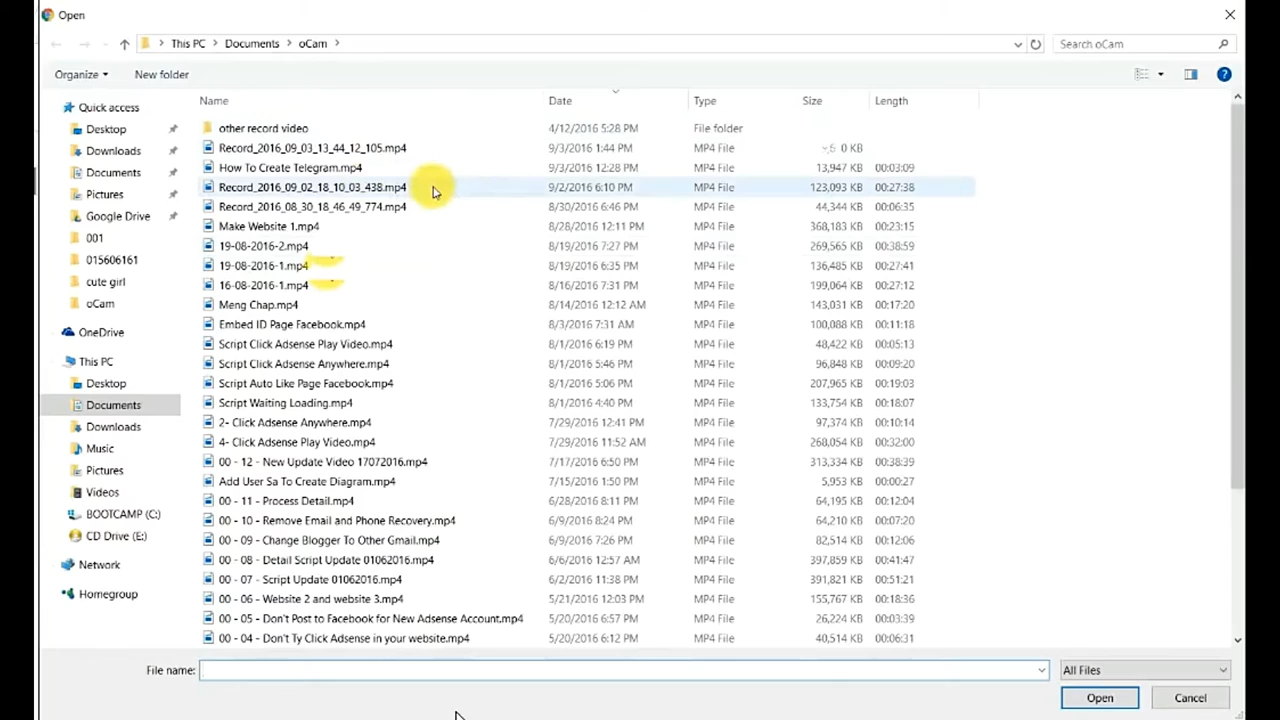 Open
This PC > Documents > oCam >
Search oCam
Organize
New folder
Name Date Type Size Length
Quick access
Desktop
Downloads
Documents
Pictures
Google Drive
001
015606161
cute girl
oCam
OneDrive
This PC
Desktop
Documents
Downloads
Music
Pictures
Videos
BOOTCAMP (C:)
CD Drive (E:)
Network
Homegroup
other record video 4/12/2016 5:28 PM File folder
Record_2016_09_03_13_44_12_105.mp4 9/3/2016 1:44 PM MP4 File KB
How To Create Telegram.mp4 9/3/2016 12:28 PM MP4 File 13,947 KB 00:03:09
Record_2016_09_02_18_10_03_438.mp4 9/2/2016 6:10 PM MP4 File 123,093 KB 00:27:38
Record_2016_08_30_18_46_49_774.mp4 8/30/2016 6:46 PM MP4 File 44,344 KB 00:06:35
Make Website 1.mp4 8/28/2016 12:11 PM MP4 File 368,183 KB 00:23:15
19-08-2016-2.mp4 8/19/2016 7:27 PM MP4 File 269,565 KB 00:38:59
19-08-2016-1.mp4 8/19/2016 6:35 PM MP4 File 136,485 KB 00:27:41
16-08-2016-1.mp4 8/16/2016 7:31 PM MP4 File 199,064 KB 00:27:12
Meng Chap.mp4 8/14/2016 12:12 AM MP4 File 143,031 KB 00:17:20
Embed ID Page Facebook.mp4 8/3/2016 7:31 AM MP4 File 100,088 KB 00:11:18
Script Click Adsense Play Video.mp4 8/1/2016 6:19 PM MP4 File 48,422 KB 00:05:13
Script Click Adsense Anywhere.mp4 8/1/2016 5:46 PM MP4 File 96,848 KB 00:09:20
Script Auto Like Page Facebook.mp4 8/1/2016 5:06 PM MP4 File 207,965 KB 00:19:03
Script Waiting Loading.mp4 8/1/2016 4:40 PM MP4 File 133,754 KB 00:18:07
2- Click Adsense Anywhere.mp4 7/29/2016 12:41 PM MP4 File 97,374 KB 00:10:14
4- Click Adsense Play Video.mp4 7/29/2016 11:52 AM MP4 File 268,054 KB 00:32:00
00 - 12 - New Update Video 17072016.mp4 7/17/2016 6:50 PM MP4 File 313,334 KB 00:38:39
Add User Sa To Create Diagram.mp4 7/15/2016 1:50 PM MP4 File 5,953 KB 00:00:27
00 - 11 - Process Detail.mp4 6/28/2016 8:11 PM MP4 File 64,195 KB 00:12:04
00 - 10 - Remove Email and Phone Recovery.mp4 6/9/2016 8:24 PM MP4 File 64,210 KB 00:07:20
00 - 09 - Change Blogger To Other Gmail.mp4 6/9/2016 7:26 PM MP4 File 82,514 KB 00:12:06
00 - 08 - Detail Script Update 01062016.mp4 6/6/2016 12:57 AM MP4 File 397,859 KB 00:41:47
00 - 07 - Script Update 01062016.mp4 6/2/2016 11:38 PM MP4 File 391,821 KB 00:51:21
00 - 06 - Website 2 and website 3.mp4 5/21/2016 12:03 PM MP4 File 155,767 KB 00:18:36
00 - 05 - Don't Post to Facebook for New Adsense Account.mp4 5/20/2016 6:57 PM MP4 File 26,224 KB 00:03:39
00 - 04 - Don't Ty Click Adsense in your website.mp4 5/20/2016 6:12 PM MP4 File 40,514 KB 00:06:31
File name:
All Files
Open
Cancel